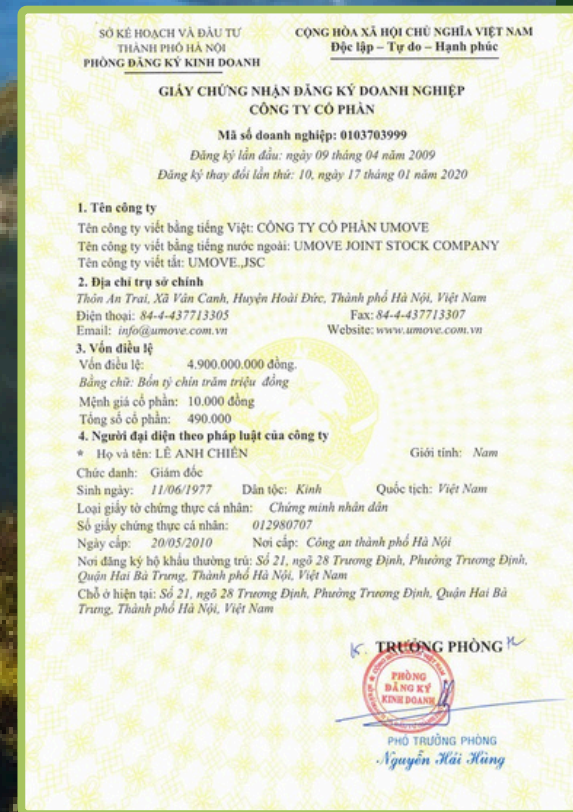 SỞ KẾ HOẠCH VÀ ĐẦU TƯ
THÀNH PHỐ HÀ NỘI
PHÒNG ĐĂNG KÝ KINH DOANH
CỘNG HÒA XÃ HỘI CHỦ NGHĨA VIỆT NAM
Độc lập – Tự do – Hạnh phúc
GIẤY CHỨNG NHẬN ĐĂNG KÝ DOANH NGHIỆP
CÔNG TY CỔ PHẦN
Mã số doanh nghiệp: 0103703999
Đăng ký lần đầu: ngày 09 tháng 04 năm 2009
Đăng ký thay đổi lần thứ: 10, ngày 17 tháng 01 năm 2020
1. Tên công ty
Tên công ty viết bằng tiếng Việt: CÔNG TY CỔ PHẦN UMOVE
Tên công ty viết bằng tiếng nước ngoài: UMOVE JOINT STOCK COMPANY
Tên công ty viết tắt: UMOVE.,JSC
2. Địa chỉ trụ sở chính
Thôn An Trai, Xã Vân Canh, Huyện Hoài Đức, Thành phố Hà Nội, Việt Nam
Điện thoại: 84-4-437713305 Fax: 84-4-437713307
Email: info@umove.com.vn Website: www.umove.com.vn
3. Vốn điều lệ
Vốn điều lệ: 4.900.000.000 đồng.
Bằng chữ: Bốn tỷ chín trăm triệu đồng
Mệnh giá cổ phần: 10.000 đồng
Tổng số cổ phần: 490.000
4. Người đại diện theo pháp luật của công ty
* Họ và tên: LÊ ANH CHIẾN Giới tính: Nam
Chức danh: Giám đốc
Sinh ngày: 11/06/1977 Dân tộc: Kinh Quốc tịch: Việt Nam
Loại giấy tờ chứng thực cá nhân: Chứng minh nhân dân
Số giấy chứng thực cá nhân: 012980707
Ngày cấp: 20/05/2010 Nơi cấp: Công an thành phố Hà Nội
Nơi đăng ký hộ khẩu thường trú: Số 21, ngõ 28 Trương Định, Phường Trương Định,
Quận Hai Bà Trưng, Thành phố Hà Nội, Việt Nam
Chỗ ở hiện tại: Số 21, ngõ 28 Trương Định, Phường Trương Định, Quận Hai Bà
Trưng, Thành phố Hà Nội, Việt Nam
TRƯỞNG PHÒNG
PHÒNG
ĐĂNG KÝ
KINH DOANH
PHÓ TRƯỞNG PHÒNG
Nguyễn Hải Hùng